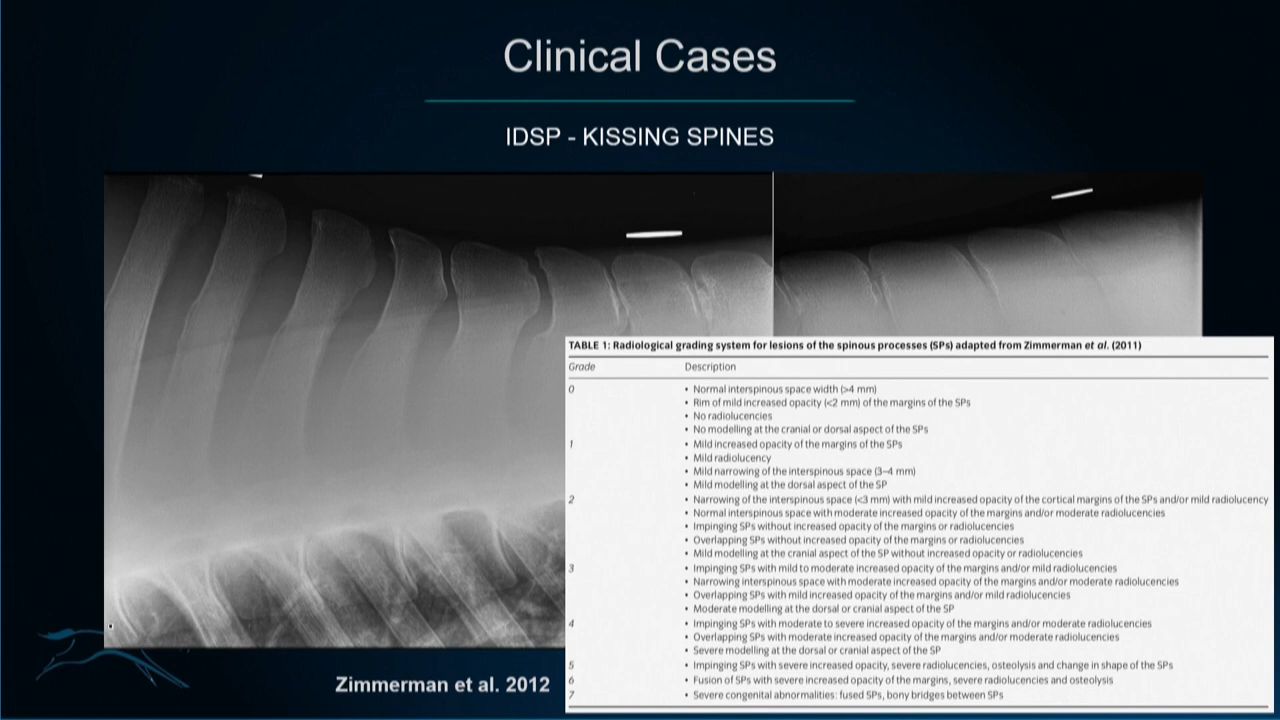 Clinical Cases
IDSP - KISSING SPINES
TABLE 1: Radiological grading system for lesions of the spinous processes (SPs) adapted from Zimmerman et al. (2011)
Grade Description
0 • Normal interspinous space width (>4 mm)
• Rim of mild increased opacity (<2 mm) of the margins of the SPs
• No radiolucencies
• No modelling at the cranial or dorsal aspect of the SPs
1 • Mild increased opacity of the margins of the SPs
• Mild radiolucency
• Mild narrowing of the interspinous space (3–4 mm)
• Mild modelling at the dorsal aspect of the SP
2 • Narrowing of the interspinous space (<3 mm) with mild increased opacity of the cortical margins of the SPs and/or mild radiolucency
• Normal interspinous space with moderate increased opacity of the margins and/or moderate radiolucencies
• Impinging SPs without increased opacity of the margins or radiolucencies
• Overlapping SPs without increased opacity of the margins or radiolucencies
• Mild modelling at the cranial aspect of the SP without increased opacity or radiolucencies
3 • Impinging SPs with mild to moderate increased opacity of the margins and/or mild radiolucencies
• Narrowing interspinous space with moderate increased opacity of the margins and/or moderate radiolucencies
• Overlapping SPs with mild increased opacity of the margins and/or mild radiolucencies
• Moderate modelling at the dorsal or cranial aspect of the SP
4 • Impinging SPs with moderate to severe increased opacity of the margins and/or moderate radiolucencies
• Overlapping SPs with moderate increased opacity of the margins and/or moderate radiolucencies
• Severe modelling at the dorsal or cranial aspect of the SP
5 • Impinging SPs with severe increased opacity, severe radiolucencies, osteolysis and change in shape of the SPs
6 • Fusion of SPs with severe increased opacity of the margins, severe radiolucencies and osteolysis
7 • Severe congenital abnormalities: fused SPs, bony bridges between SPs
Zimmerman et al. 2012